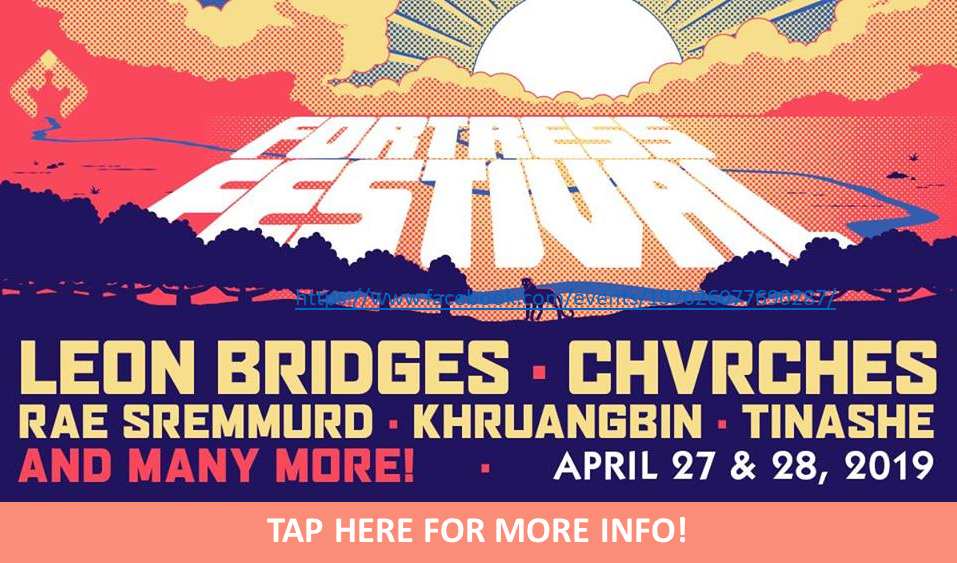 FORTRESS
FESTIVAL
LEON BRIDGES · CHVRCHES
RAE SREMMURD · KHRUANGBIN · TINASHE
AND MANY MORE! · APRIL 27 & 28, 2019
TAP HERE FOR MORE INFO!